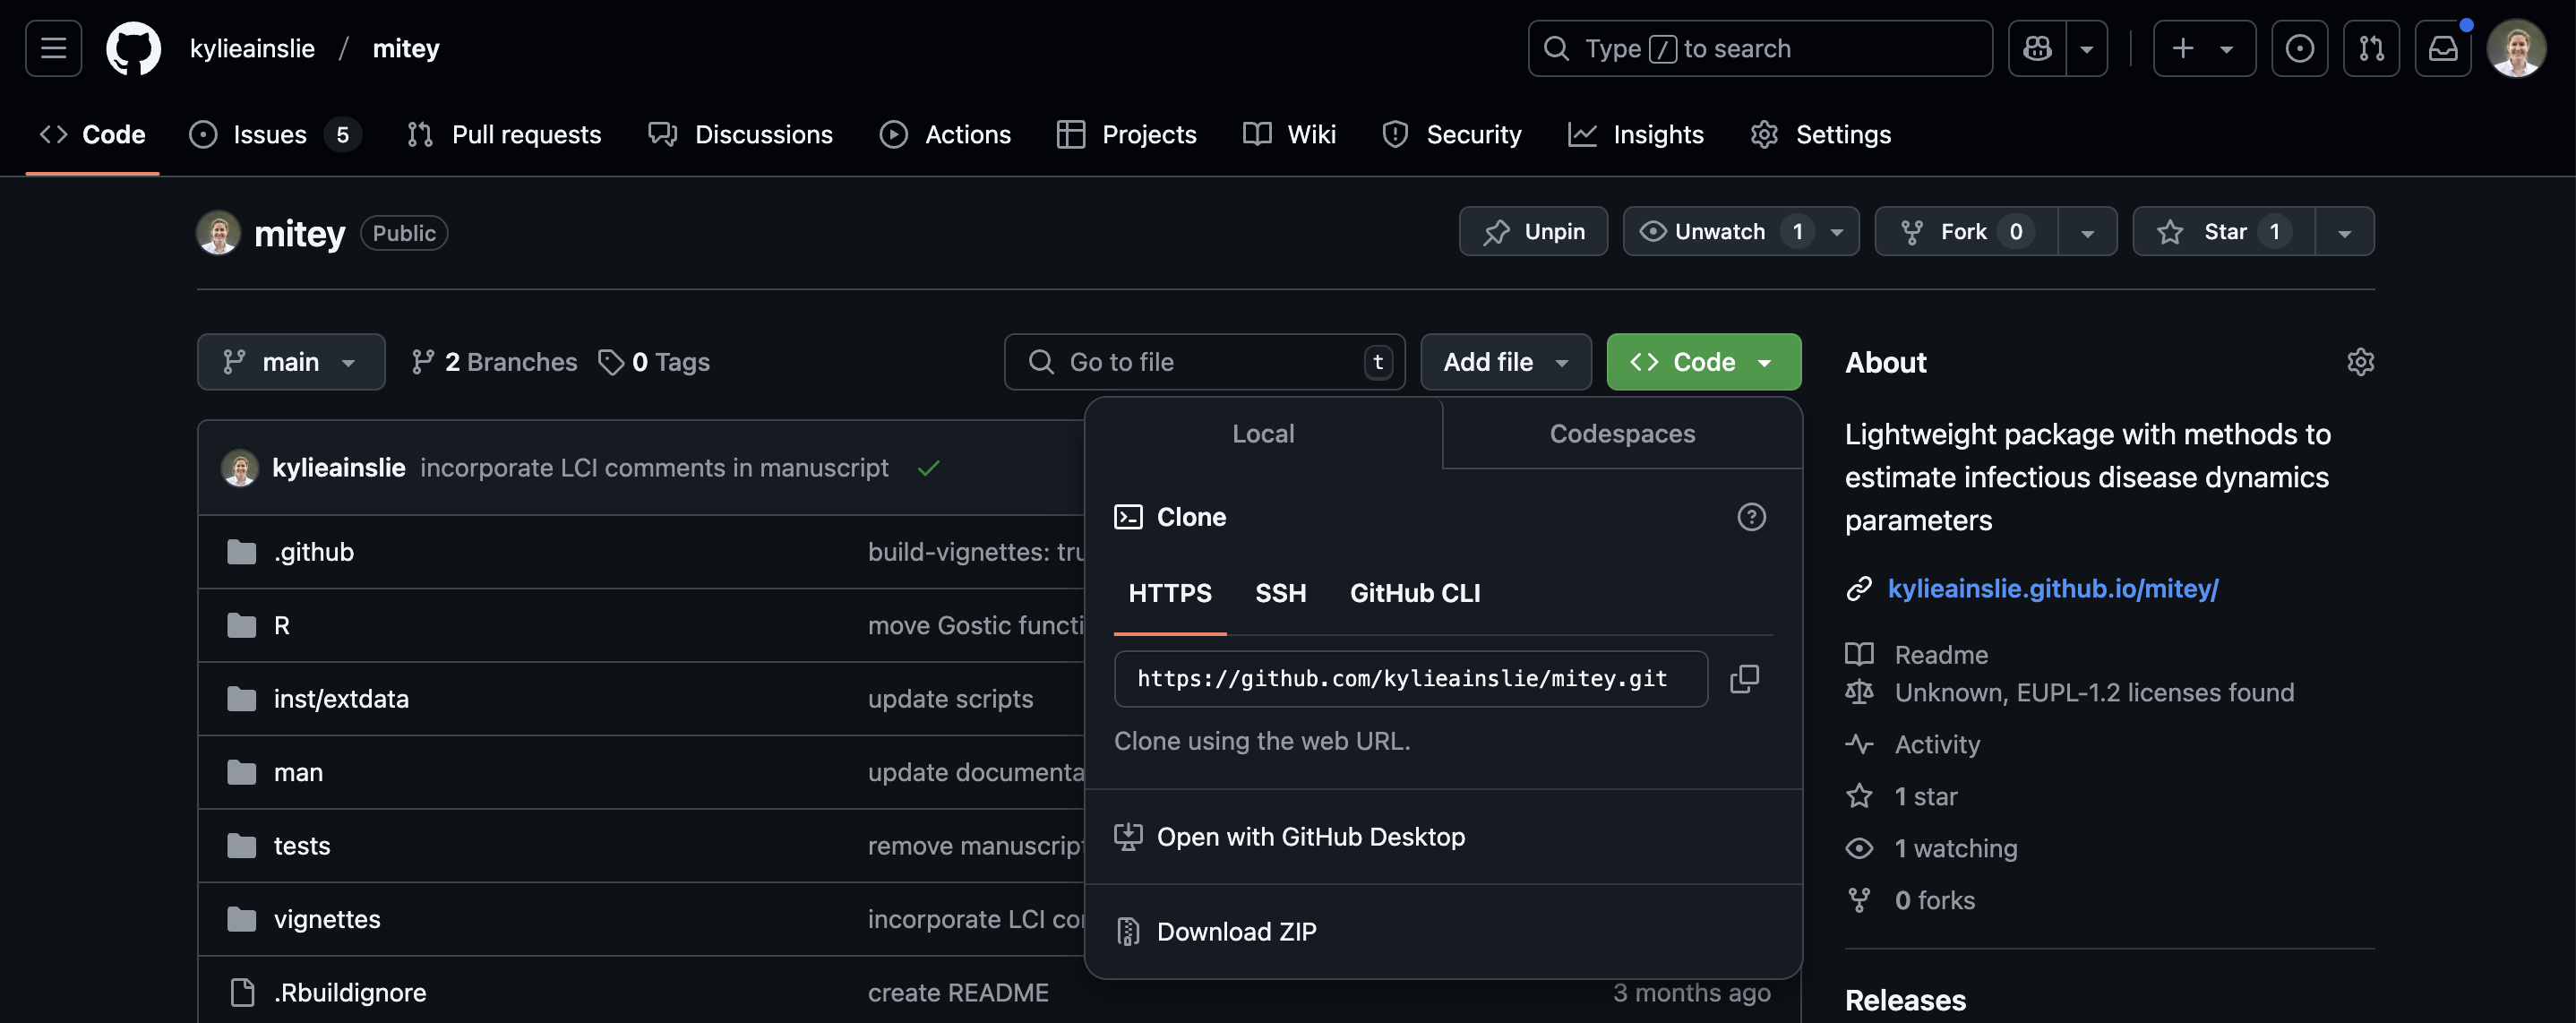 kylieainslie / mitey
Type / to search
Code
Issues 5
Pull requests
Discussions
Actions
Projects
Wiki
Security
Insights
Settings
mitey Public
Unpin
Unwatch 1
Fork 0
Star 1
main
2 Branches
0 Tags
Go to file t
Add file
Code
kylieainslie incorporate LCI comments in manuscript
.github build-vignettes: tru
R move Gostic functi
inst/extdata update scripts
man update documenta
tests remove manuscript
vignettes incorporate LCI co
.Rbuildignore create README 3 months ago
Local
Codespaces
Clone
HTTPS SSH GitHub CLI
https://github.com/kylieainslie/mitey.git
Clone using the web URL.
Open with GitHub Desktop
Download ZIP
About
Lightweight package with methods to
estimate infectious disease dynamics
parameters
kylieainslie.github.io/mitey/
Readme
Unknown, EUPL-1.2 licenses found
Activity
1 star
1 watching
0 forks
Releases